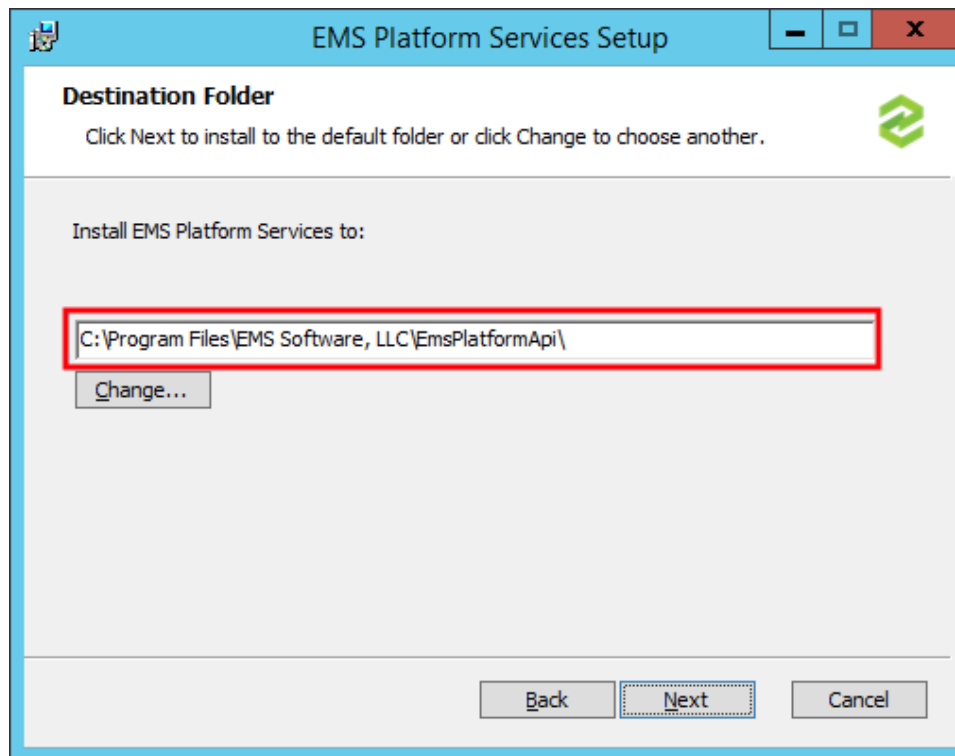 EMS Platform Services Setup
Destination Folder
Click Next to install to the default folder or click Change to choose another.
Install EMS Platform Services to:
C:\Program Files\EMS Software, LLC\EmsPlatformApi\
Change...
Back Next Cancel